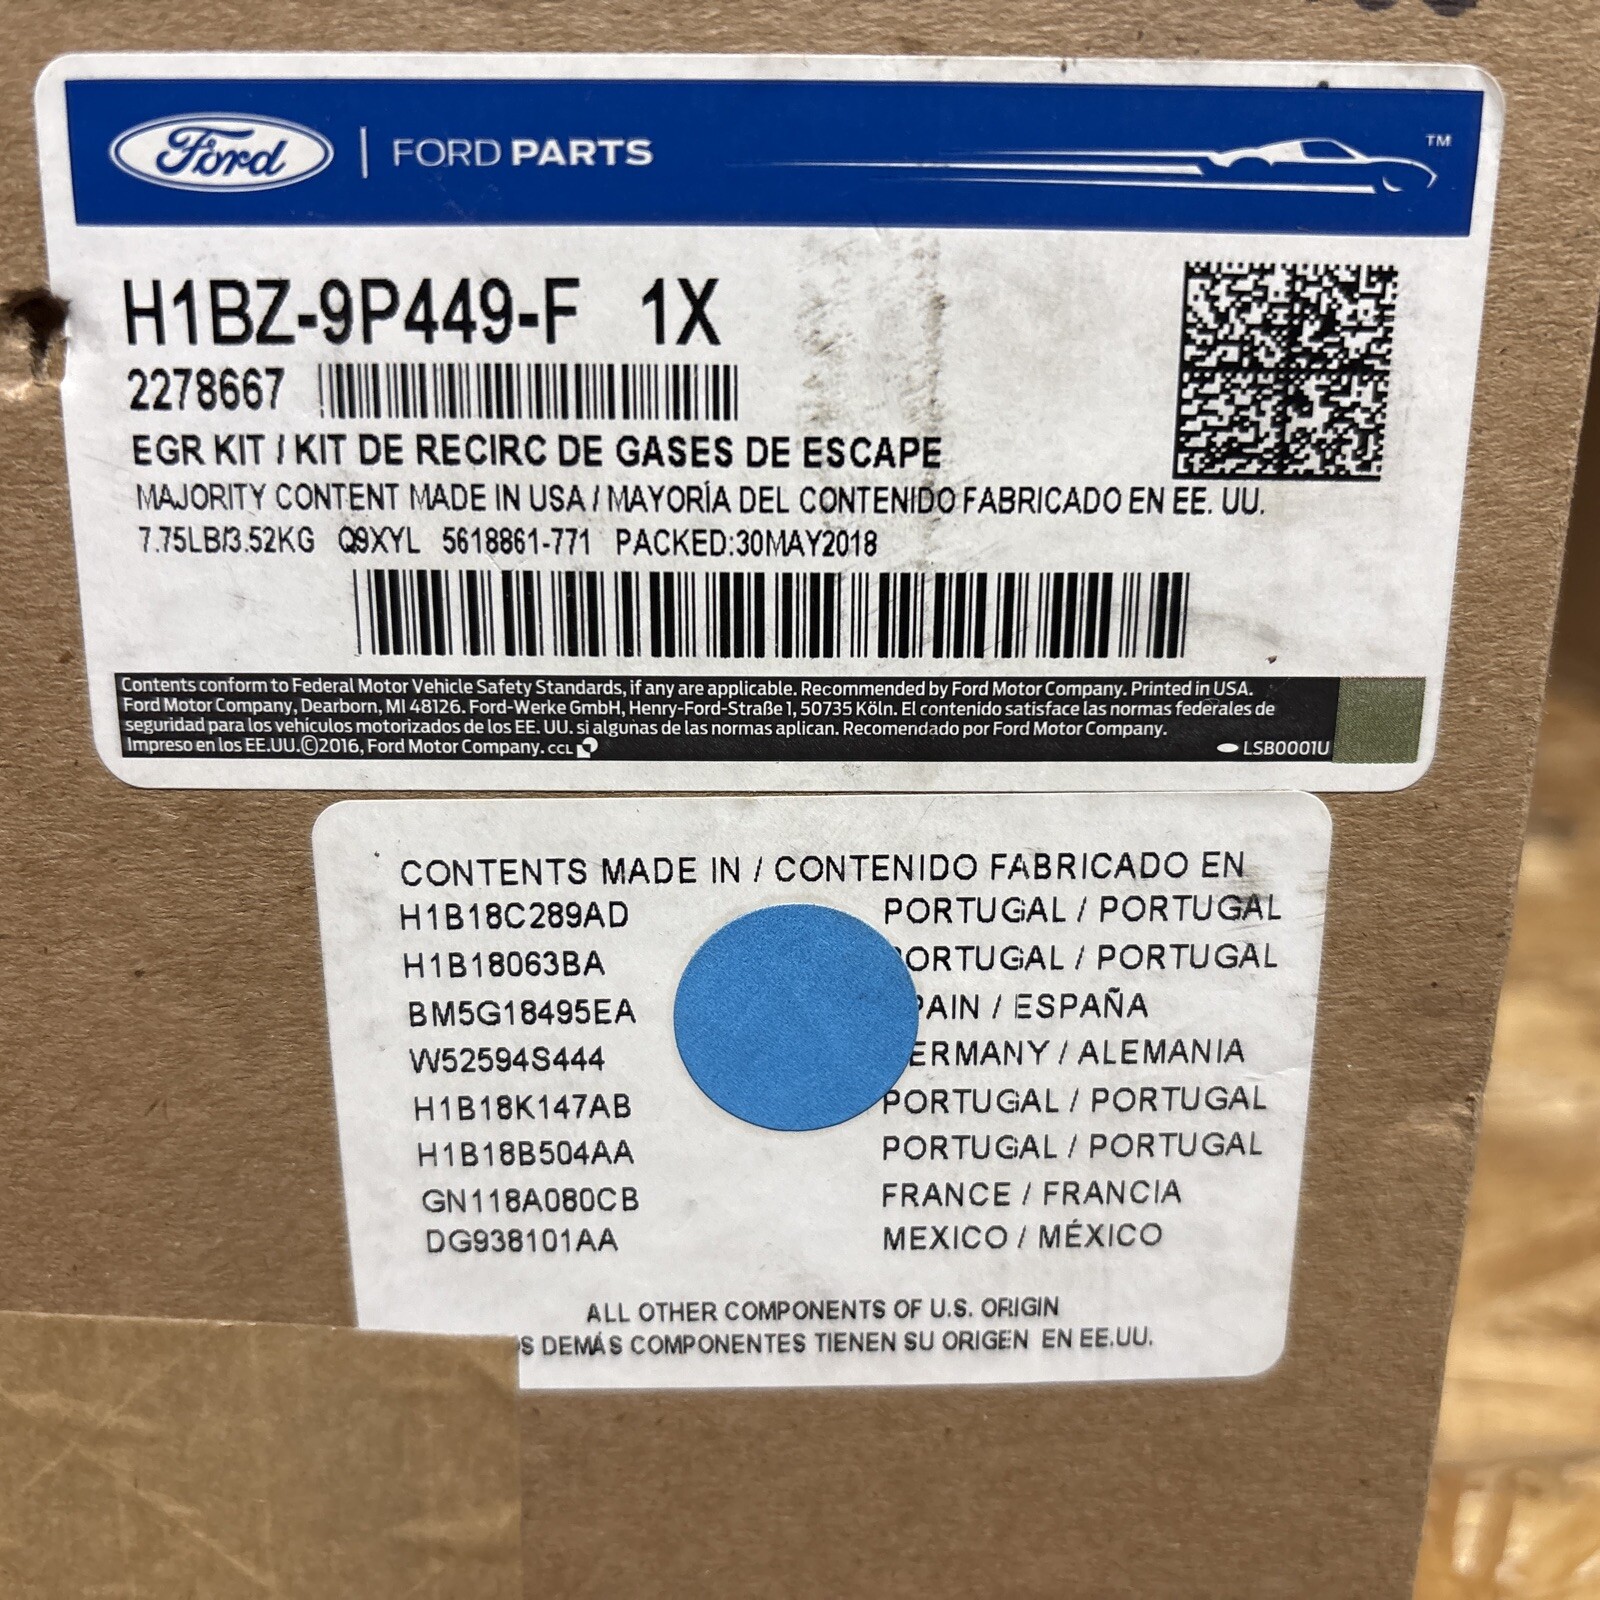 Ford | FORD PARTS ™
H1BZ-9P449-F 1X
2278667
EGR KIT / KIT DE RECIRC DE GASES DE ESCAPE
MAJORITY CONTENT MADE IN USA / MAYORÍA DEL CONTENIDO FABRICADO EN EE. UU.
7.75LB/3.52KG Q9XYL 5618861-771 PACKED:30MAY2018
Contents conform to Federal Motor Vehicle Safety Standards, if any are applicable. Recommended by Ford Motor Company. Printed in USA.
Ford Motor Company, Dearborn, MI 48126. Ford-Werke GmbH, Henry-Ford-Straße 1, 50735 Köln. El contenido satisface las normas federales de
seguridad para los vehículos motorizados de los EE. UU. si algunas de las normas aplican. Recomendado por Ford Motor Company.
Impreso en los EE.UU.©2016, Ford Motor Company. CCL
LSB0001U
CONTENTS MADE IN / CONTENIDO FABRICADO EN
H1B18C289AD PORTUGAL / PORTUGAL
H1B18063BA ORTUGAL / PORTUGAL
BM5G18495EA PAIN / ESPAÑA
W52594S444 ERMANY / ALEMANIA
H1B18K147AB PORTUGAL / PORTUGAL
H1B18B504AA PORTUGAL / PORTUGAL
GN118A080CB FRANCE / FRANCIA
DG938101AA MEXICO / MÉXICO
ALL OTHER COMPONENTS OF U.S. ORIGIN
S DEMÁS COMPONENTES TIENEN SU ORIGEN EN EE.UU.